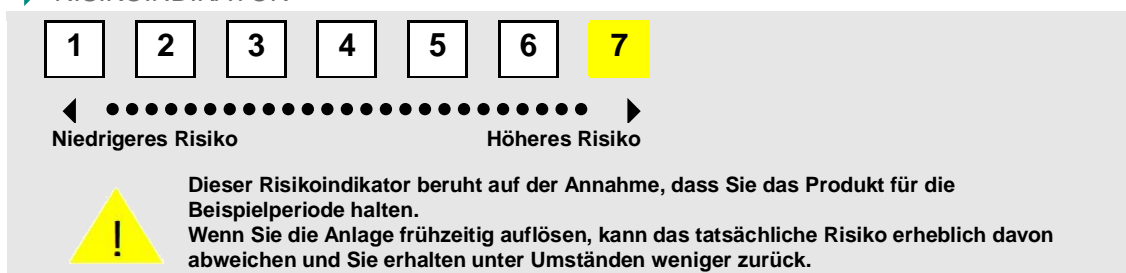 1 2 3 4 5 6 7
Niedrigeres Risiko Höheres Risiko
Dieser Risikoindikator beruht auf der Annahme, dass Sie das Produkt für die
Beispielperiode halten.
Wenn Sie die Anlage frühzeitig auflösen, kann das tatsächliche Risiko erheblich davon
abweichen und Sie erhalten unter Umständen weniger zurück.
!